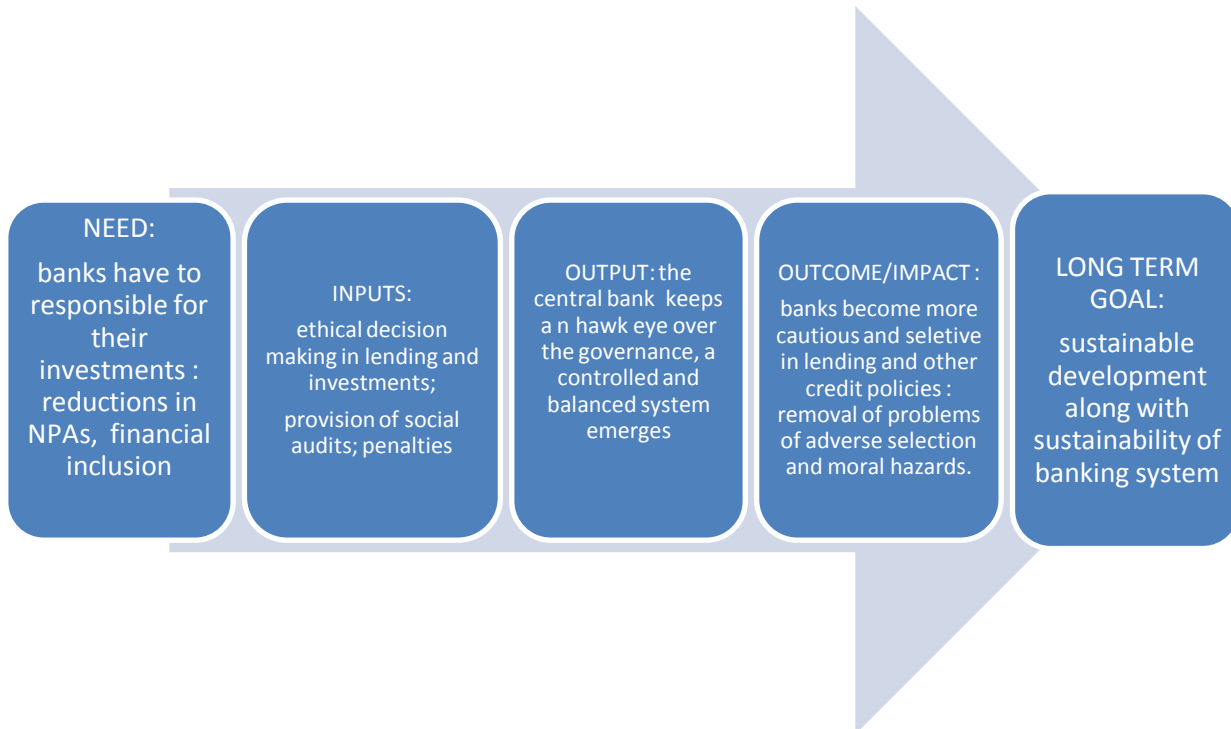 NEED:
banks have to
responsible for
their
investments :
reductions in
NPAs, financial
inclusion
INPUTS:
ethical decision
making in lending and
investments;
provision of social
audits; penalties
OUTPUT: the
central bank keeps
a n hawk eye over
the governance, a
controlled and
balanced system
emerges
OUTCOME/IMPACT :
banks become more
cautious and seletive
in lending and other
credit policies :
removal of problems
of adverse selection
and moral hazards.
LONG TERM
GOAL:
sustainable
development
along with
sustainability of
banking system